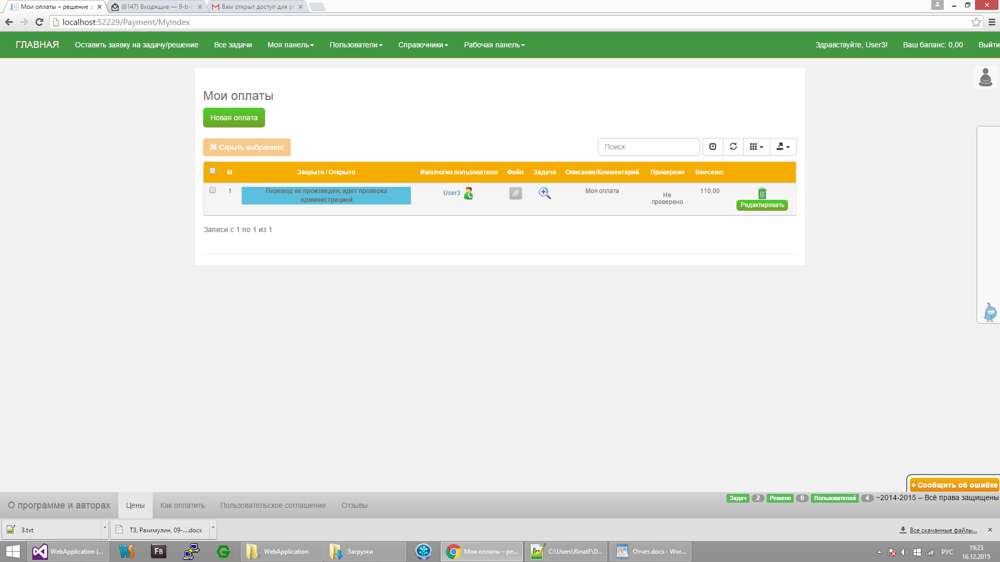 Мои оплаты – решение з
(6147) Входящие — 9-b-r
Вам открыт доступ для ре
localhost:52229/Payment/MyIndex
ГЛАВНАЯ Оставить заявку на задачу/решение Все задачи Моя панель Пользователи Справочники Рабочая панель Здравствуйте, User3! Ваш баланс: 0,00 Выйти
Мои оплаты
Новая оплата
Скрыть выбранное Поиск
Id Закрыто / Открыто Имя/логин пользователя Файл Задача Описание/Комментарий Проверено Внесено:
1 Перевод не произведён, идет проверка администрацией User3 Моя оплата Не проверено 110,00 Редактировать
Записи с 1 по 1 из 1
+ Сообщить об ошибке
О программе и авторах Цены Как оплатить Пользовательское соглашение Отзывы Задач 2 Решено 0 Пользователей 4 ~2014-2015 – Всё права защищены
3.txt ТЗ, Рахимулин, 09-....docx Все скачанные файлы...
WebApplication (... WS FB WebApplication Загрузки Мои оплаты – ре... C:\Users\RinatF\D... Отчет.docx - Wor... РУС 19:23
16.12.2015